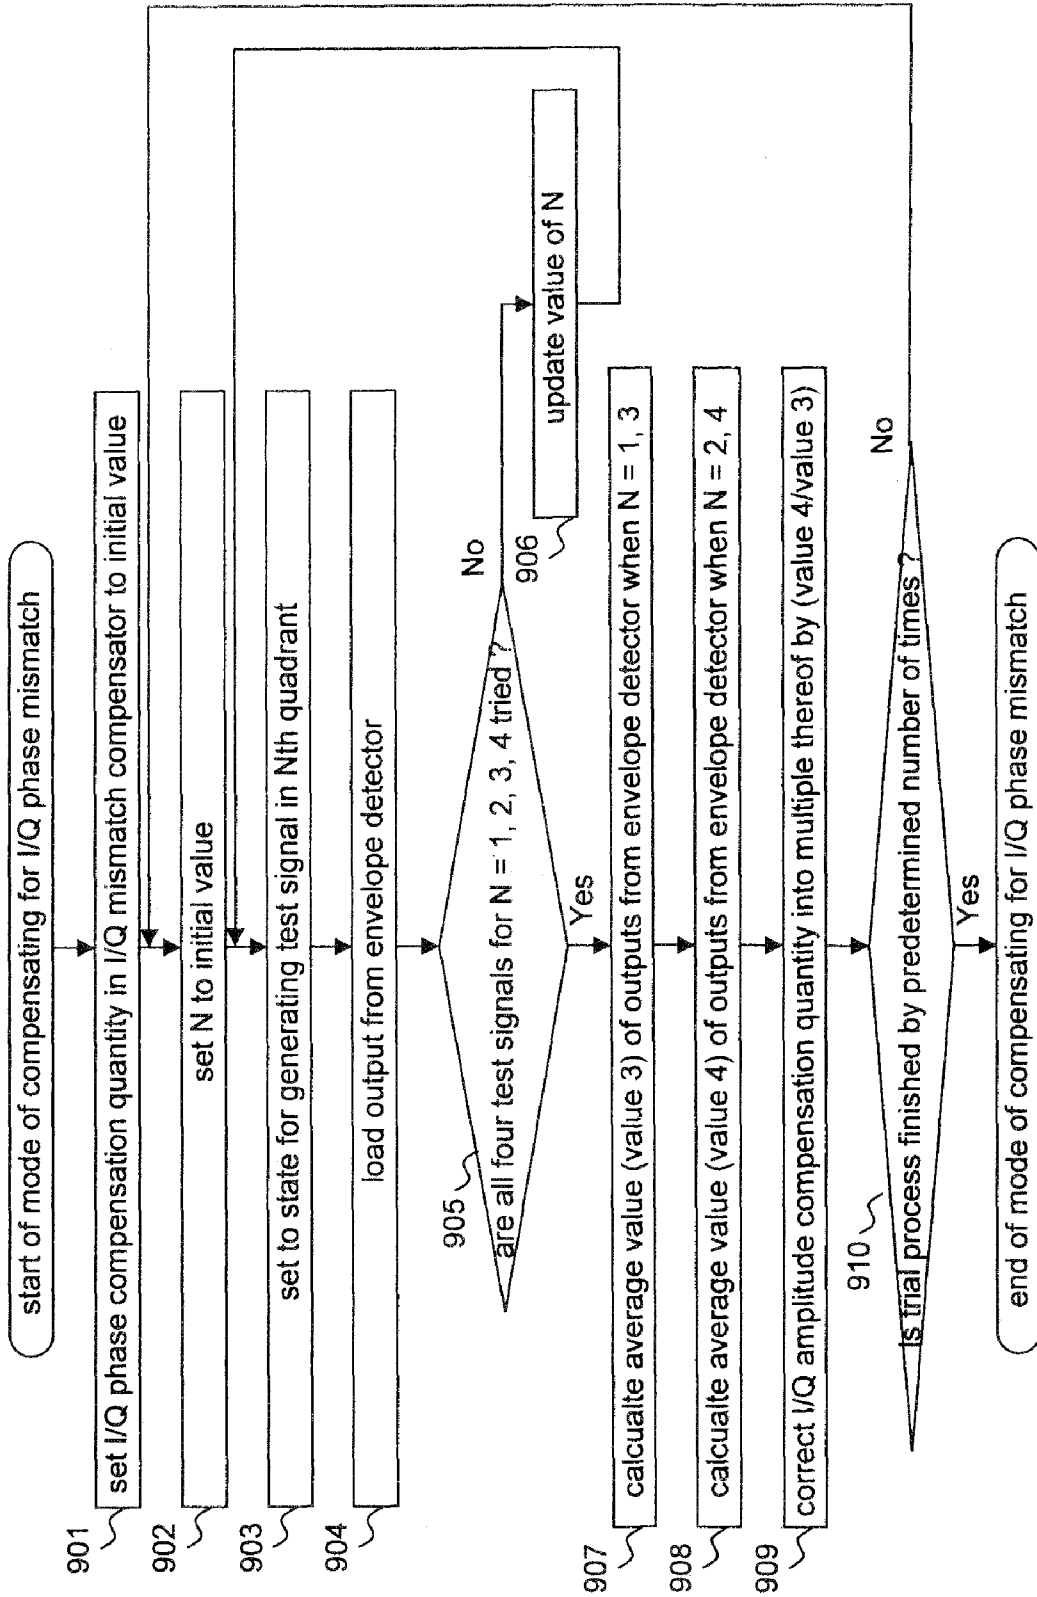 start of mode of compensating for I/Q phase mismatch
901
set I/Q phase compensation quantity in I/Q mismatch compensator to initial value
902
set N to initial value
903
set to state for generating test signal in Nth quadrant
904
load output from envelope detector
905
are all four test signals for N = 1, 2, 3, 4 tried ?
No
Yes
906
update value of N
907
calcualte average value (value 3) of outputs from envelope detector when N = 1, 3
908
calcualte average value (value 4) of outputs from envelope detector when N = 2, 4
909
correct I/Q amplitude compensation quantity into multiple thereof by (value 4/value 3)
910
Is trial process finished by predetermined number of times ?
No
Yes
end of mode of compensating for I/Q phase mismatch